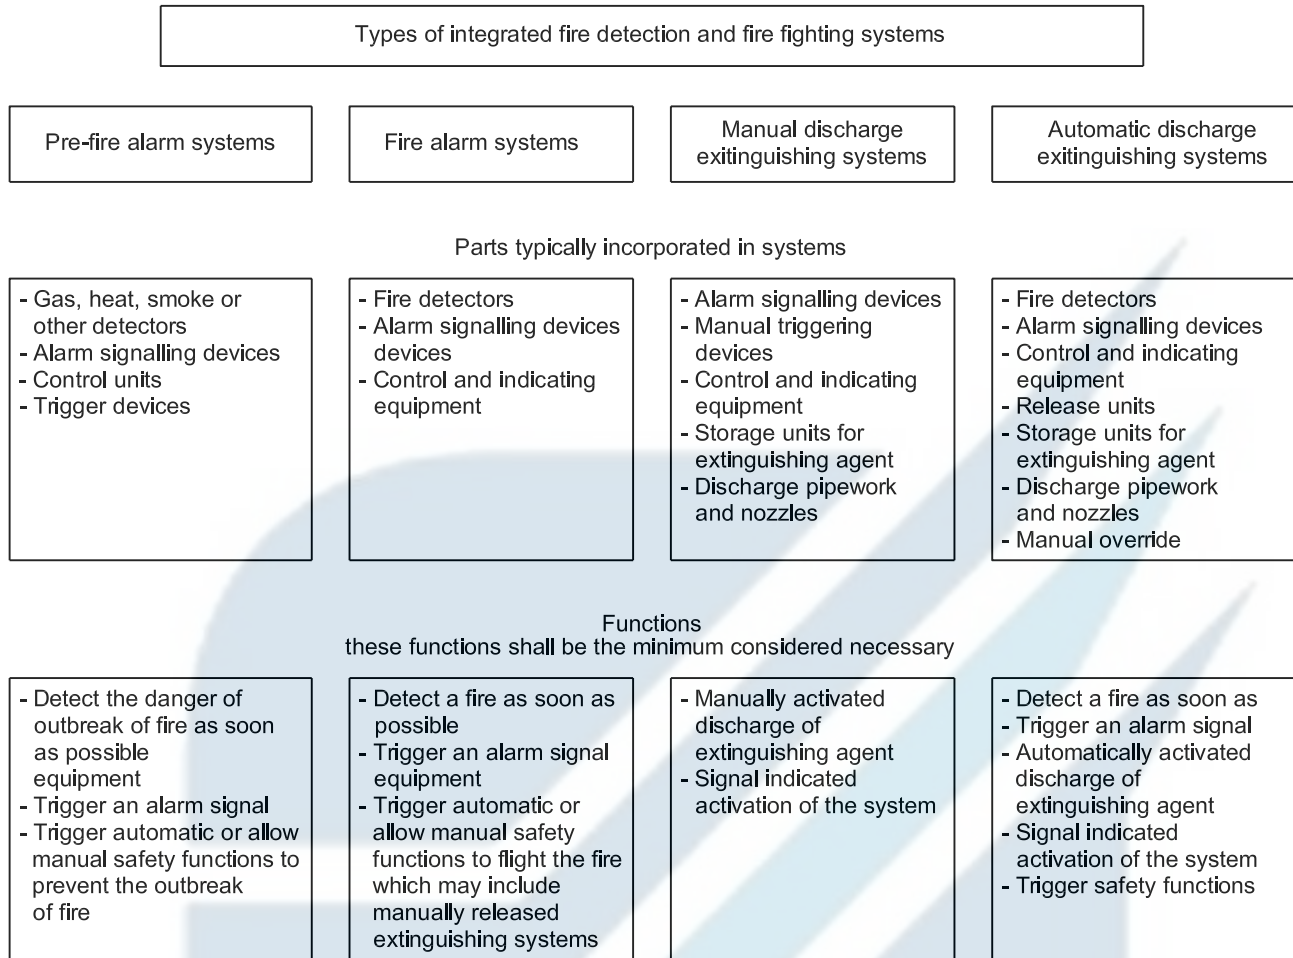 Types of integrated fire detection and fire fighting systems
Pre-fire alarm systems
Fire alarm systems
Manual discharge
exitinguishing systems
Automatic discharge
exitinguishing systems
Parts typically incorporated in systems
- Gas, heat, smoke or
other detectors
- Alarm signalling devices
- Control units
- Trigger devices
- Fire detectors
- Alarm signalling devices
devices
- Control and indicating
equipment
- Alarm signalling devices
- Manual triggering
devices
- Control and indicating
equipment
- Storage units for
extinguishing agent
- Discharge pipework
and nozzles
- Fire detectors
- Alarm signalling devices
- Control and indicating
equipment
- Release units
- Storage units for
extinguishing agent
- Discharge pipework
and nozzles
- Manual override
Functions
these functions shall be the minimum considered necessary
- Detect the danger of
outbreak of fire as soon
as possible
equipment
- Trigger an alarm signal
- Trigger automatic or allow
manual safety functions to
prevent the outbreak
of fire
- Detect a fire as soon as
possible
- Trigger an alarm signal
equipment
- Trigger automatic or
allow manual safety
functions to flight the fire
which may include
manually released
extinguishing systems
- Manually activated
discharge of
extinguishing agent
- Signal indicated
activation of the system
- Detect a fire as soon as
- Trigger an alarm signal
- Automatically activated
discharge of
extinguishing agent
- Signal indicated
activation of the system
- Trigger safety functions